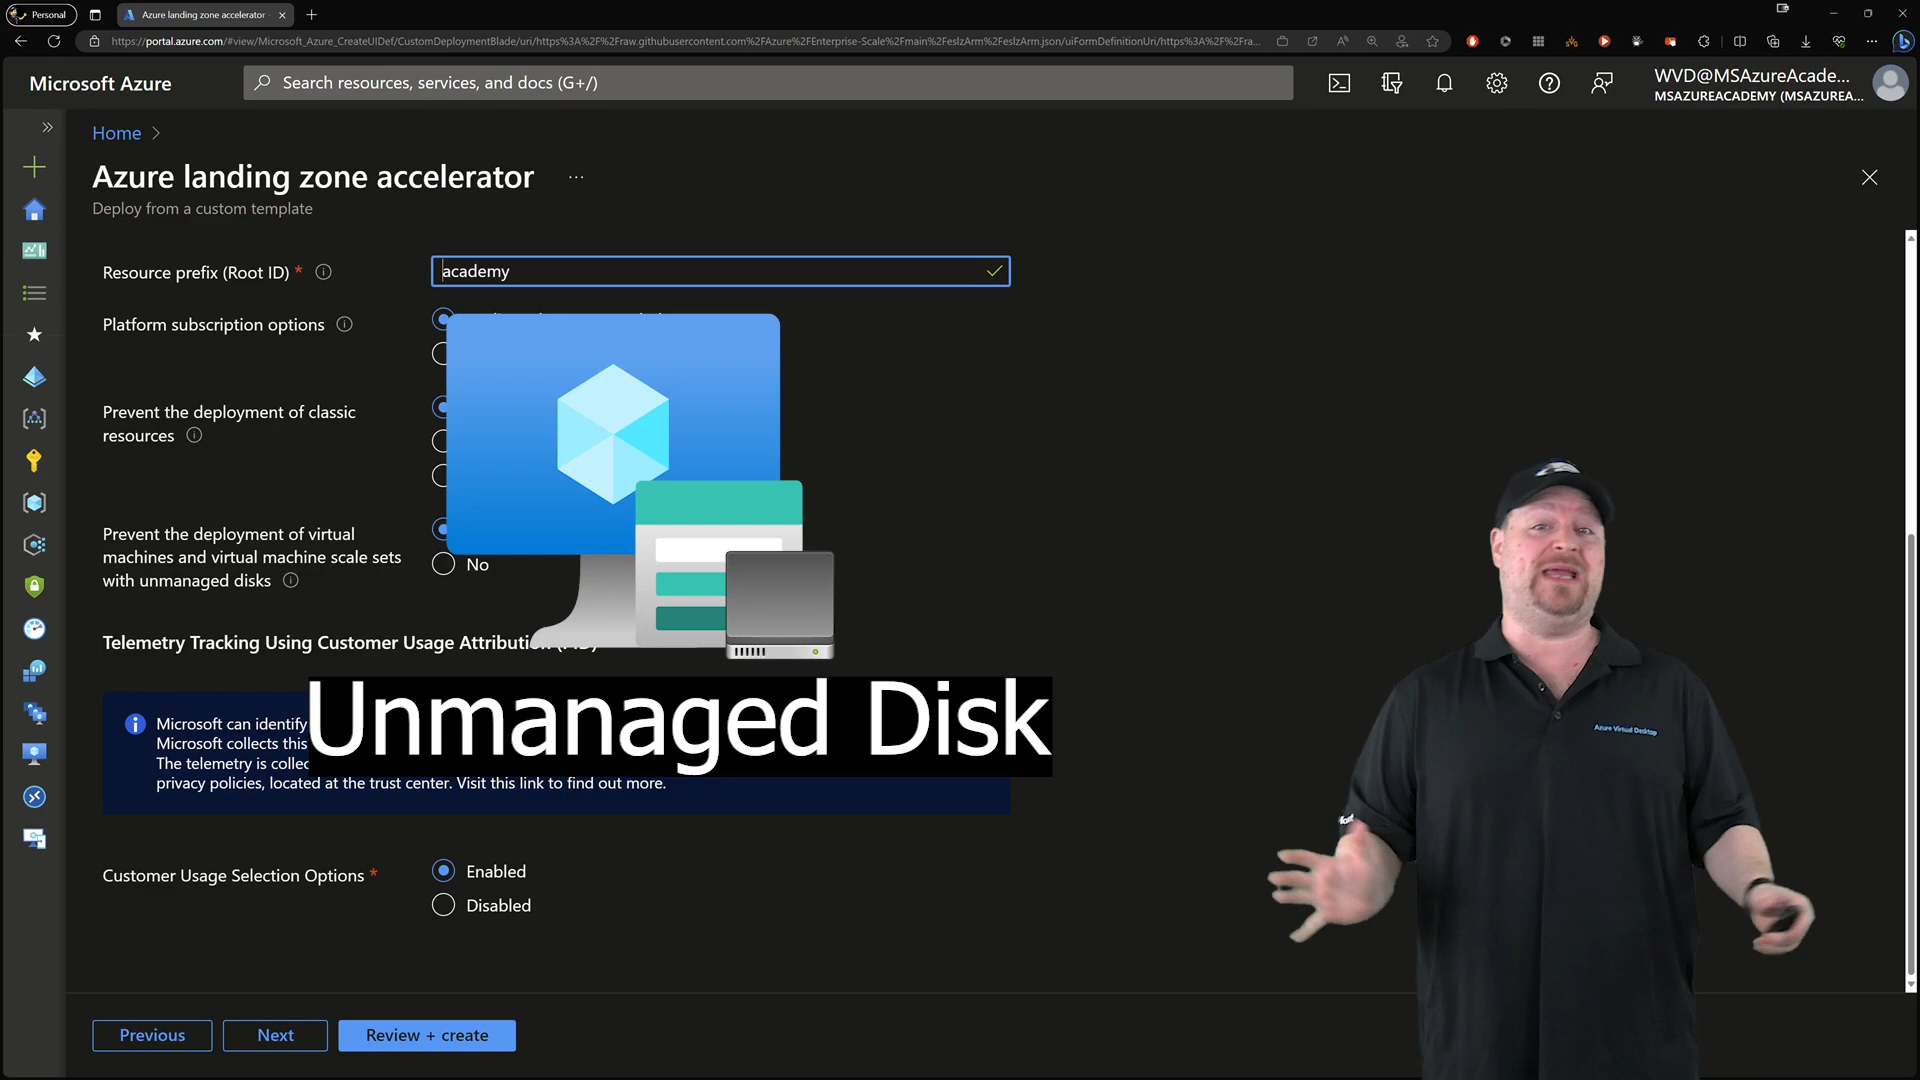 Personal
Azure landing zone accelerator
https://portal.azure.com/#view/Microsoft_Azure_CreateUIDef/CustomDeploymentBlade/uri/https%3A%2F%2Fraw.githubusercontent.com%2FAzure%2FEnterprise-Scale%2Fmain%2FeslzArm%2FeslzArm.json/uiFormDefinitionUri/https%3A%2F%2Fra...
Microsoft Azure
Search resources, services, and docs (G+/)
WVD@MSAzureAcade...
MSAZUREACADEMY (MSAZUREA...
Home
Azure landing zone accelerator
Deploy from a custom template
Resource prefix (Root ID) *
academy
Platform subscription options
Prevent the deployment of classic
resources
Prevent the deployment of virtual
machines and virtual machine scale sets
with unmanaged disks
No
Telemetry Tracking Using Customer Usage
Unmanaged Disk
Microsoft can identify
Microsoft collects this
The telemetry is
privacy policies, located at the trust center. Visit this link to find out more.
Customer Usage Selection Options *
Enabled
Disabled
Previous
Next
Review + create
Azure Virtual Desktop